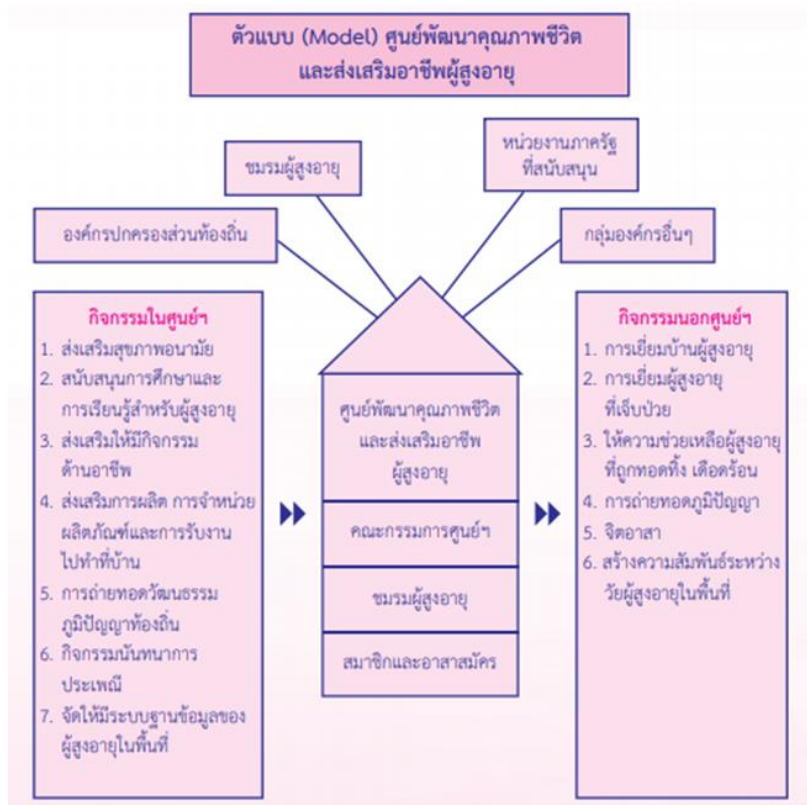 ตัวแบบ (Model) ศูนย์พัฒนาคุณภาพชีวิต
และส่งเสริมอาชีพผู้สูงอายุ
หน่วยงานภาครัฐ
ที่สนับสนุน
ชมรมผู้สูงอายุ
องค์กรปกครองส่วนท้องถิ่น
กลุ่มองค์กรอื่นๆ
กิจกรรมในศูนย์ฯ
1. ส่งเสริมสุขภาพอนามัย
2. สนับสนุนการศึกษาและ
การเรียนรู้สำหรับผู้สูงอายุ
3. ส่งเสริมให้มีกิจกรรม
ด้านอาชีพ
4. ส่งเสริมการผลิต การจำหน่วย
ผลิตภัณฑ์และการรับงาน
ไปทำที่บ้าน
5. การถ่ายทอดวัฒนธรรม
ภูมิปัญญาท้องถิ่น
6. กิจกรรมนันทนาการ
ประเพณี
7. จัดให้มีระบบฐานข้อมูลของ
ผู้สูงอายุในพื้นที่
ศูนย์พัฒนาคุณภาพชีวิต
และส่งเสริมอาชีพ
ผู้สูงอายุ
คณะกรรมการศูนย์ฯ
ชมรมผู้สูงอายุ
สมาชิกและอาสาสมัคร
กิจกรรมนอกศูนย์ฯ
1. การเยี่ยมบ้านผู้สูงอายุ
2. การเยี่ยมผู้สูงอายุ
ที่เจ็บป่วย
3. ให้ความช่วยเหลือผู้สูงอายุ
ที่ถูกทอดทิ้ง เดือดร้อน
4. การถ่ายทอดภูมิปัญญา
5. จิตอาสา
6. สร้างความสัมพันธ์ระหว่าง
วัยผู้สูงอายุในพื้นที่